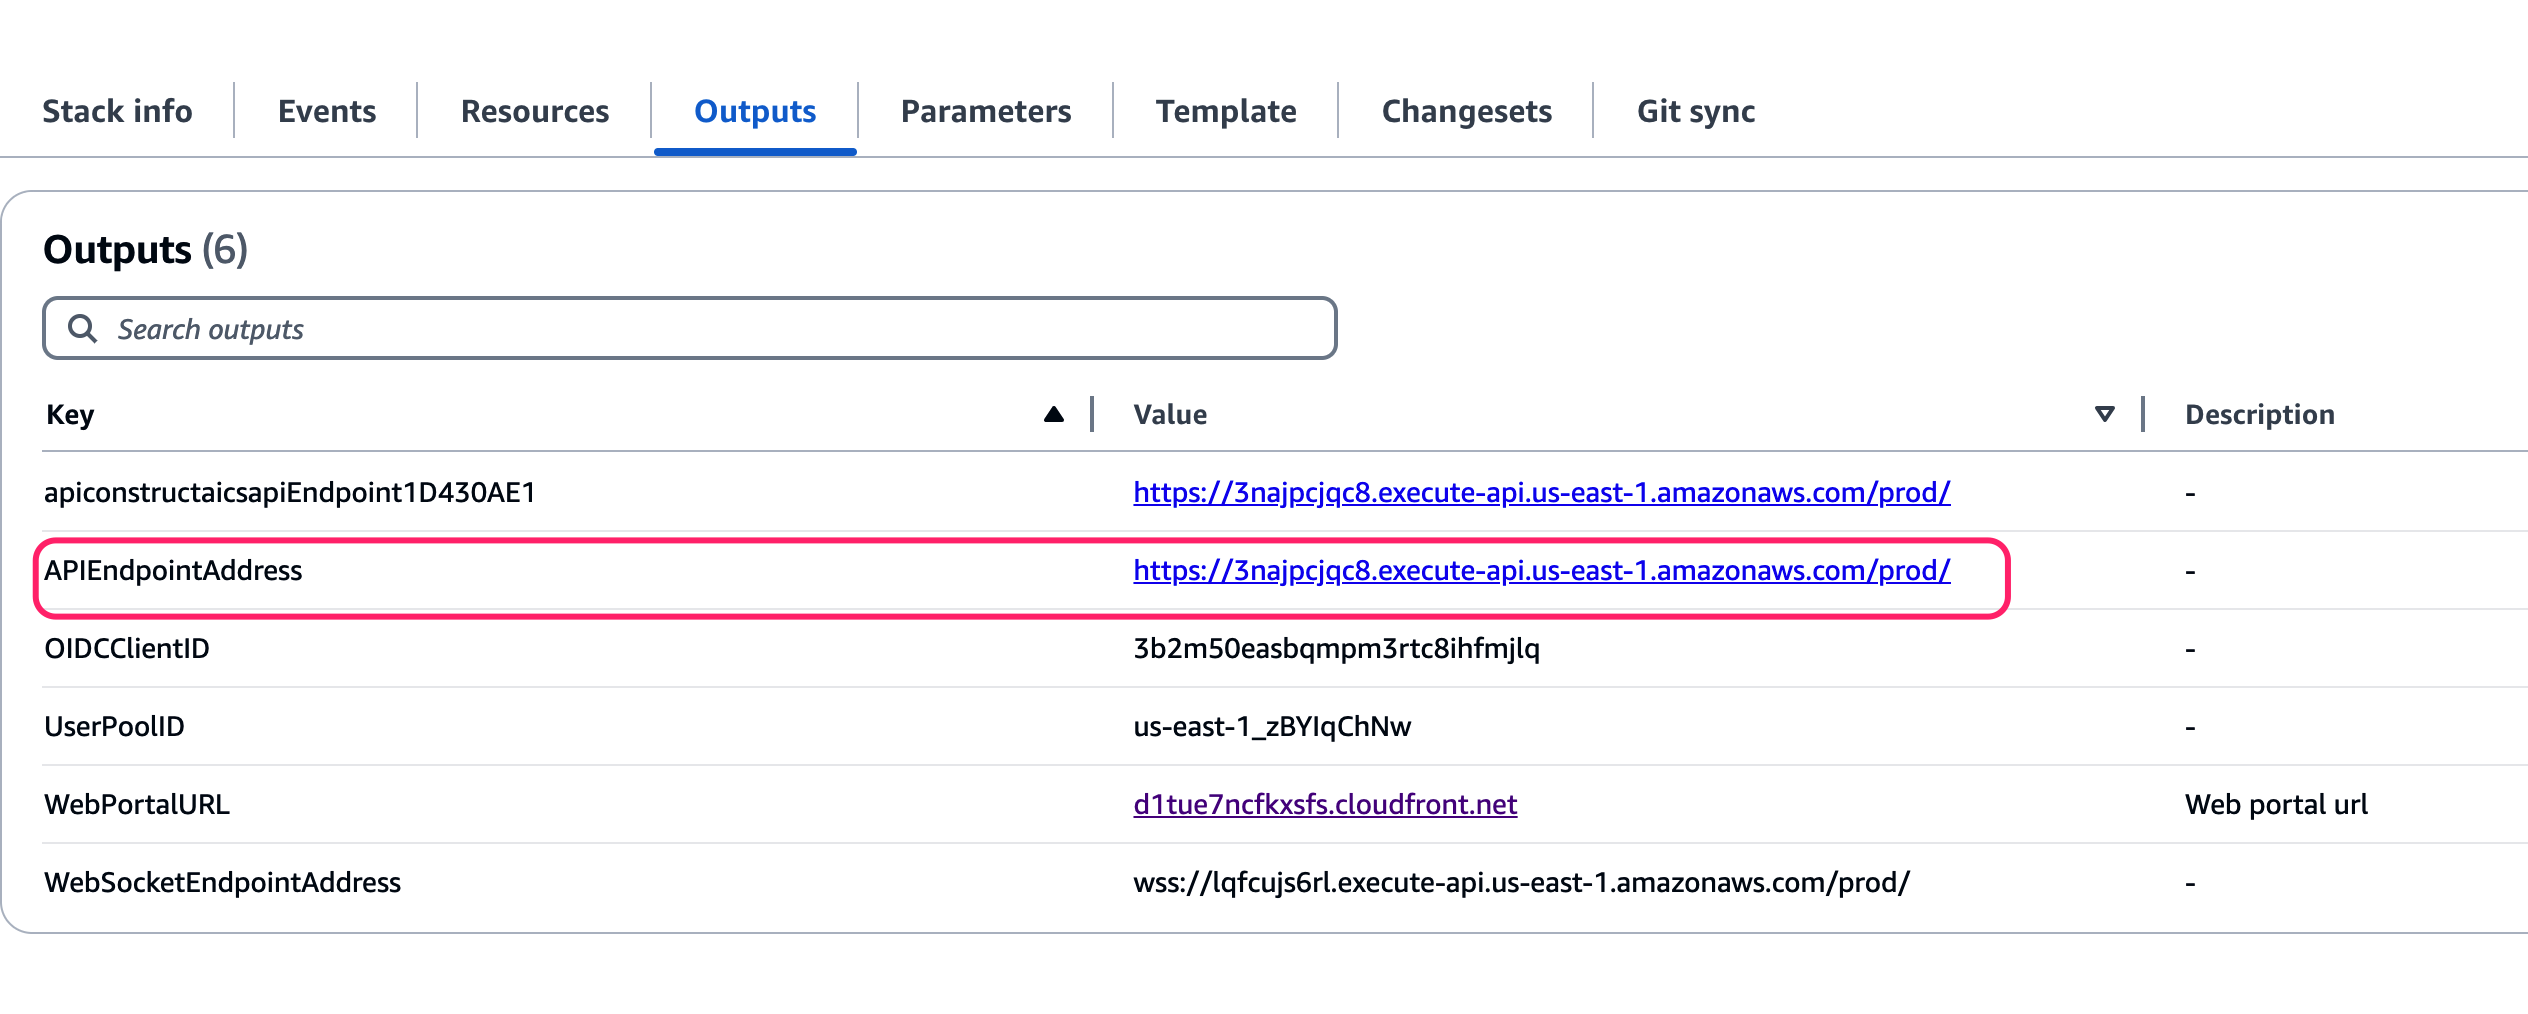 Stack info Events Resources Outputs Parameters Template Changesets Git sync
Outputs (6)
Search outputs
Key Value Description
apiconstructaicsapiEndpoint1D430AE1 https://3najpcjqc8.execute-api.us-east-1.amazonaws.com/prod/ -
APIEndpointAddress https://3najpcjqc8.execute-api.us-east-1.amazonaws.com/prod/ -
OIDCClientID 3b2m50easbqmpm3rtc8ihfmjlq -
UserPoolID us-east-1_zBYIqChNw -
WebPortalURL d1tue7ncfkxsfs.cloudfront.net Web portal url
WebSocketEndpointAddress wss://lqfcujs6rl.execute-api.us-east-1.amazonaws.com/prod/ -